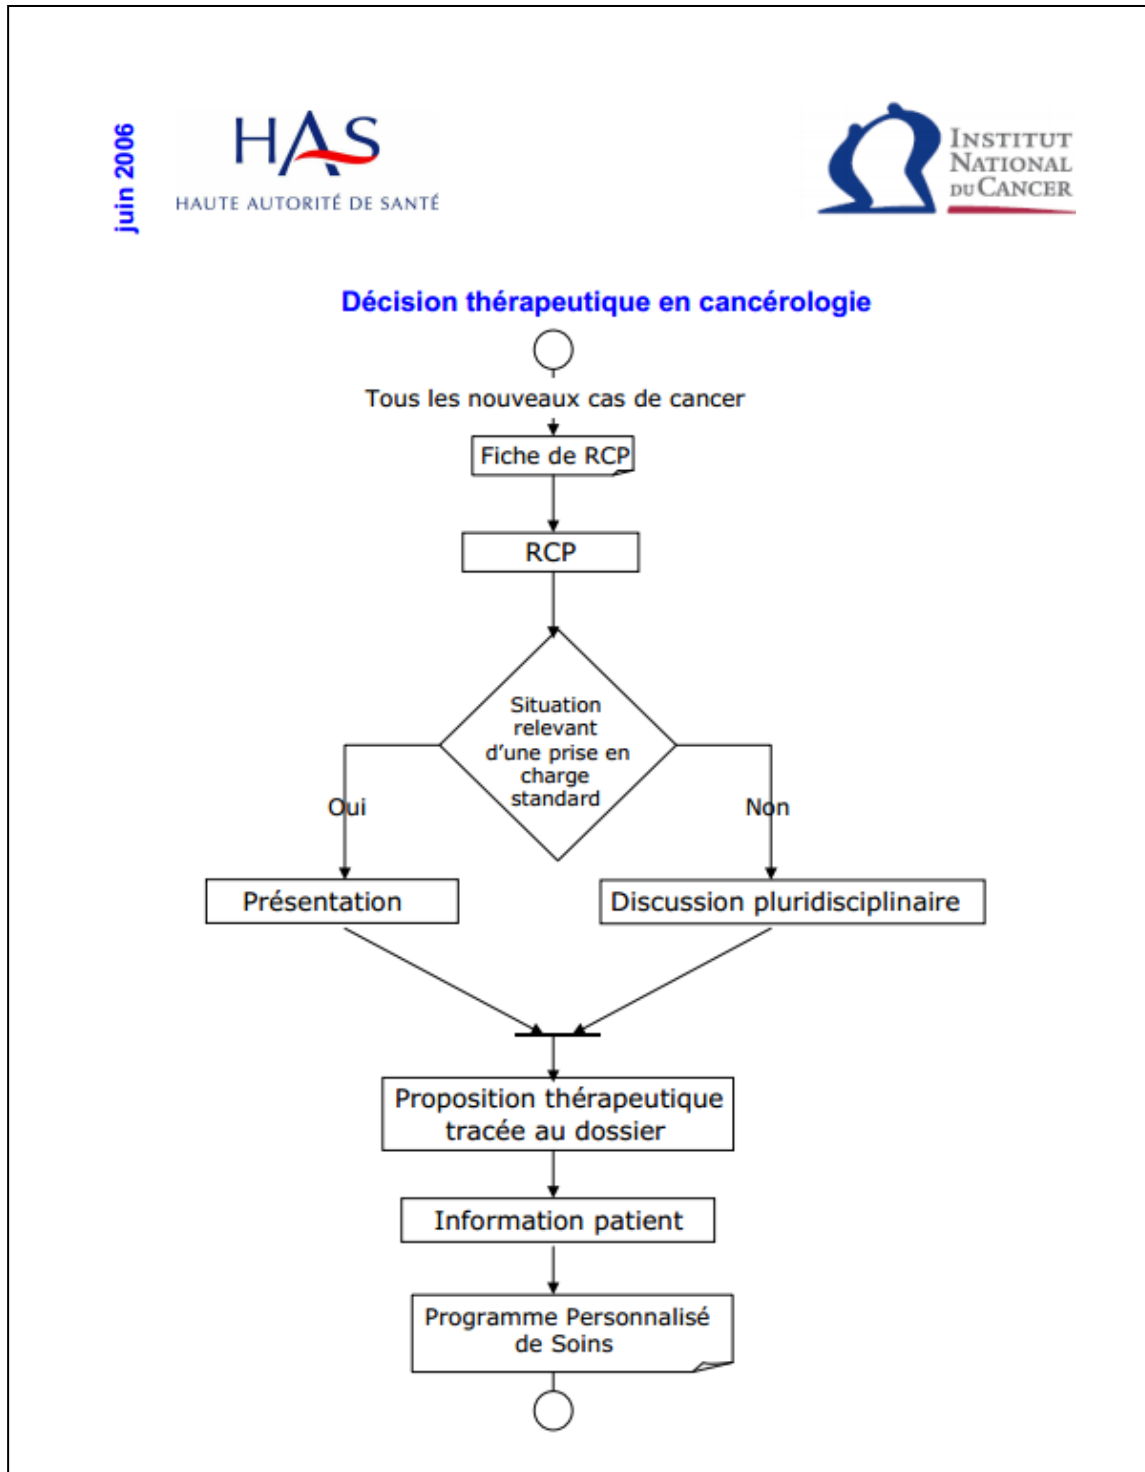 juin 2006
HAS
HAUTE AUTORITÉ DE SANTÉ
INSTITUT
NATIONAL
DU CANCER
Décision thérapeutique en cancérologie
Tous les nouveaux cas de cancer
Fiche de RCP
RCP
Situation
relevant
d'une prise en
charge
standard
Oui
Non
Présentation
Discussion pluridisciplinaire
Proposition thérapeutique
tracée au dossier
Information patient
Programme Personnalisé
de Soins